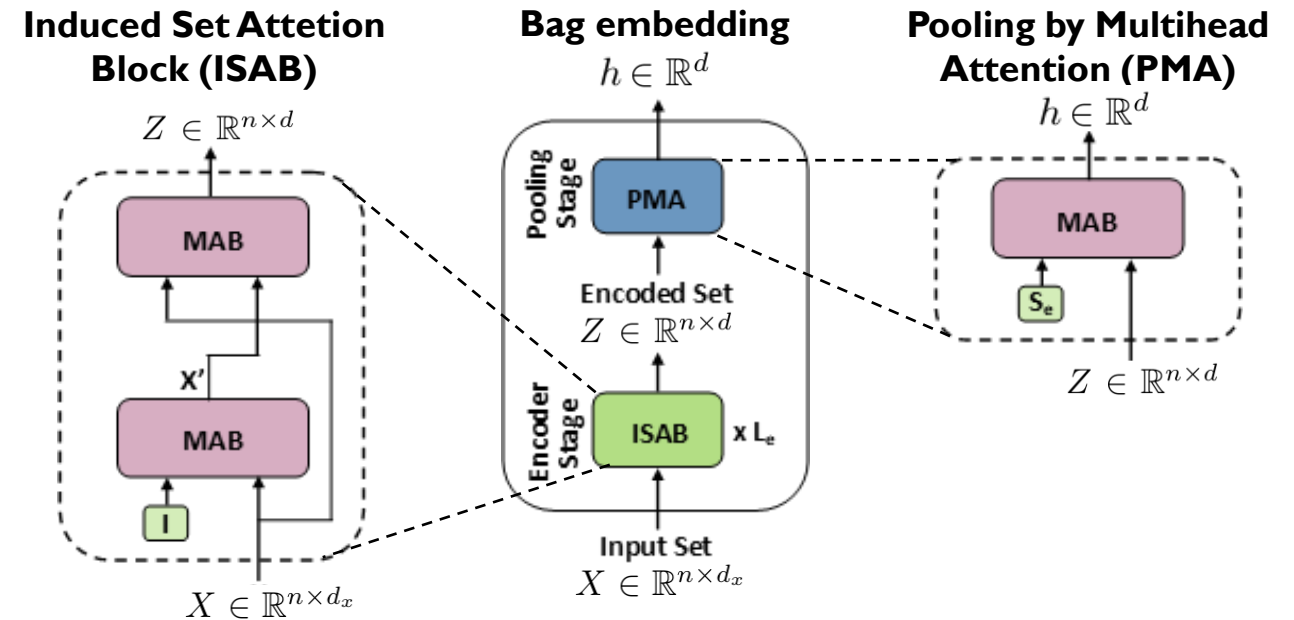 Induced Set Attetion
Block (ISAB)
Z ∈ ℝ^{n×d}
MAB
X'
MAB
I
X ∈ ℝ^{n×d_x}
Bag embedding
h ∈ ℝ^d
Pooling
Stage
PMA
Encoded Set
Z ∈ ℝ^{n×d}
Encoder
Stage
ISAB
x L_e
Input Set
X ∈ ℝ^{n×d_x}
Pooling by Multihead
Attention (PMA)
h ∈ ℝ^d
MAB
S_e
Z ∈ ℝ^{n×d}